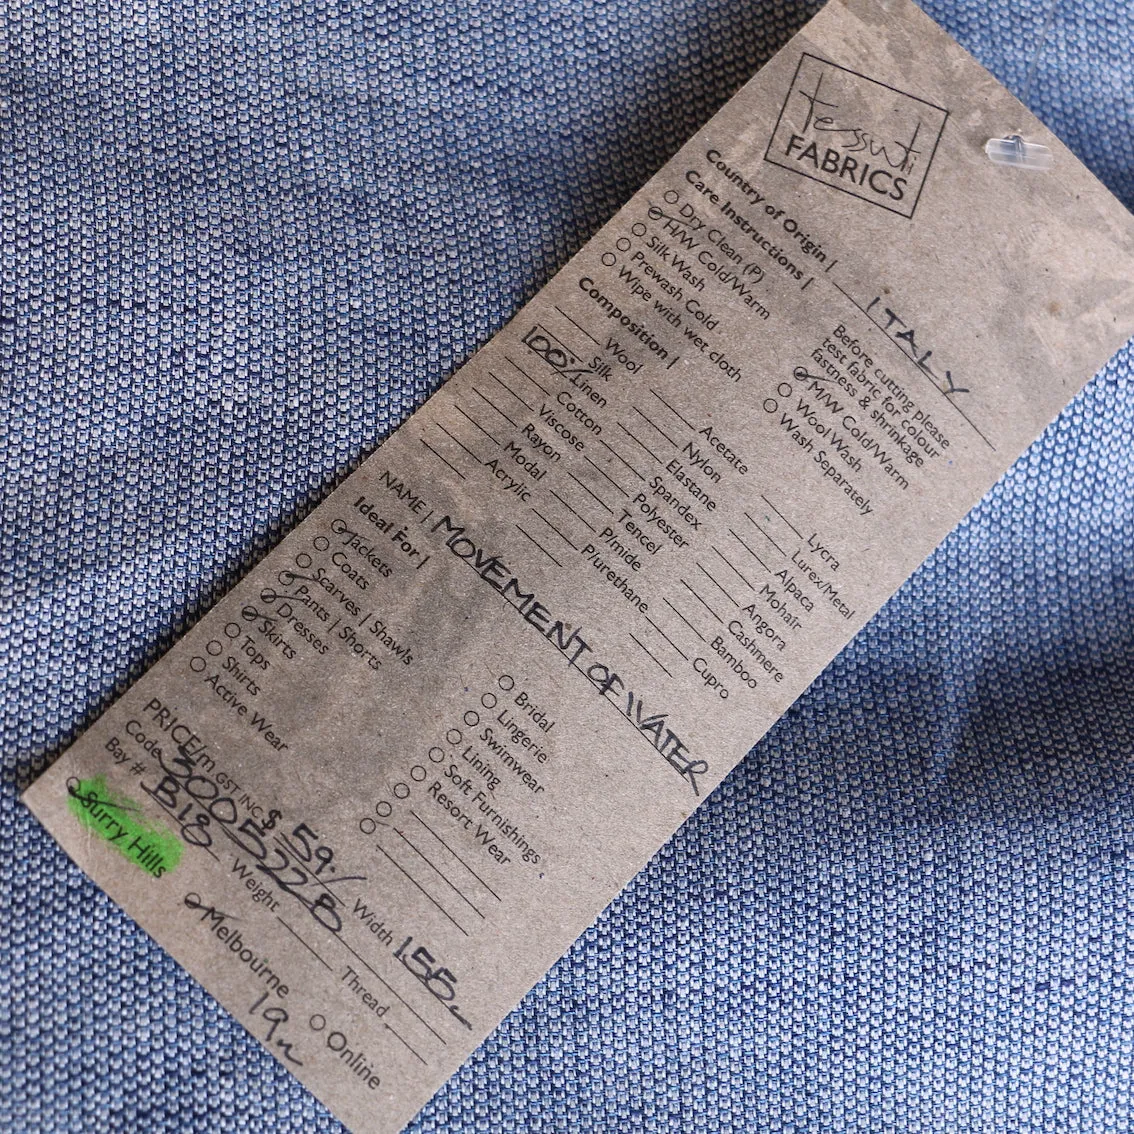 tessuti
FABRICS
Country of Origin | ITALY
Care Instructions |
Before cutting please
test fabric for colour
fastness & shrinkage
Dry Clean (P)
H/W Cold/Warm
Silk Wash
Prewash Cold
Wipe with wet cloth
M/W Cold/Warm
Wool Wash
Wash Separately
Composition |
Wool
Silk
100% Linen
Cotton
Viscose
Rayon
Modal
Acrylic
Acetate
Nylon
Elastane
Spandex
Polyester
Tencel
P/mide
P/urethane
Lycra
Lurex/Metal
Alpaca
Mohair
Angora
Cashmere
Bamboo
Cupro
NAME | MOVEMENT OF WATER
Ideal For |
Jackets
Coats
Scarves | Shawls
Pants | Shorts
Dresses
Skirts
Tops
Shirts
Active Wear
Bridal
Lingerie
Swimwear
Lining
Soft Furnishings
Resort Wear
PRICE/m GST INC $ 59./ Width 155
Code 3005222B
Bay # B18 Weight Thread
Surry Hills Melbourne Online